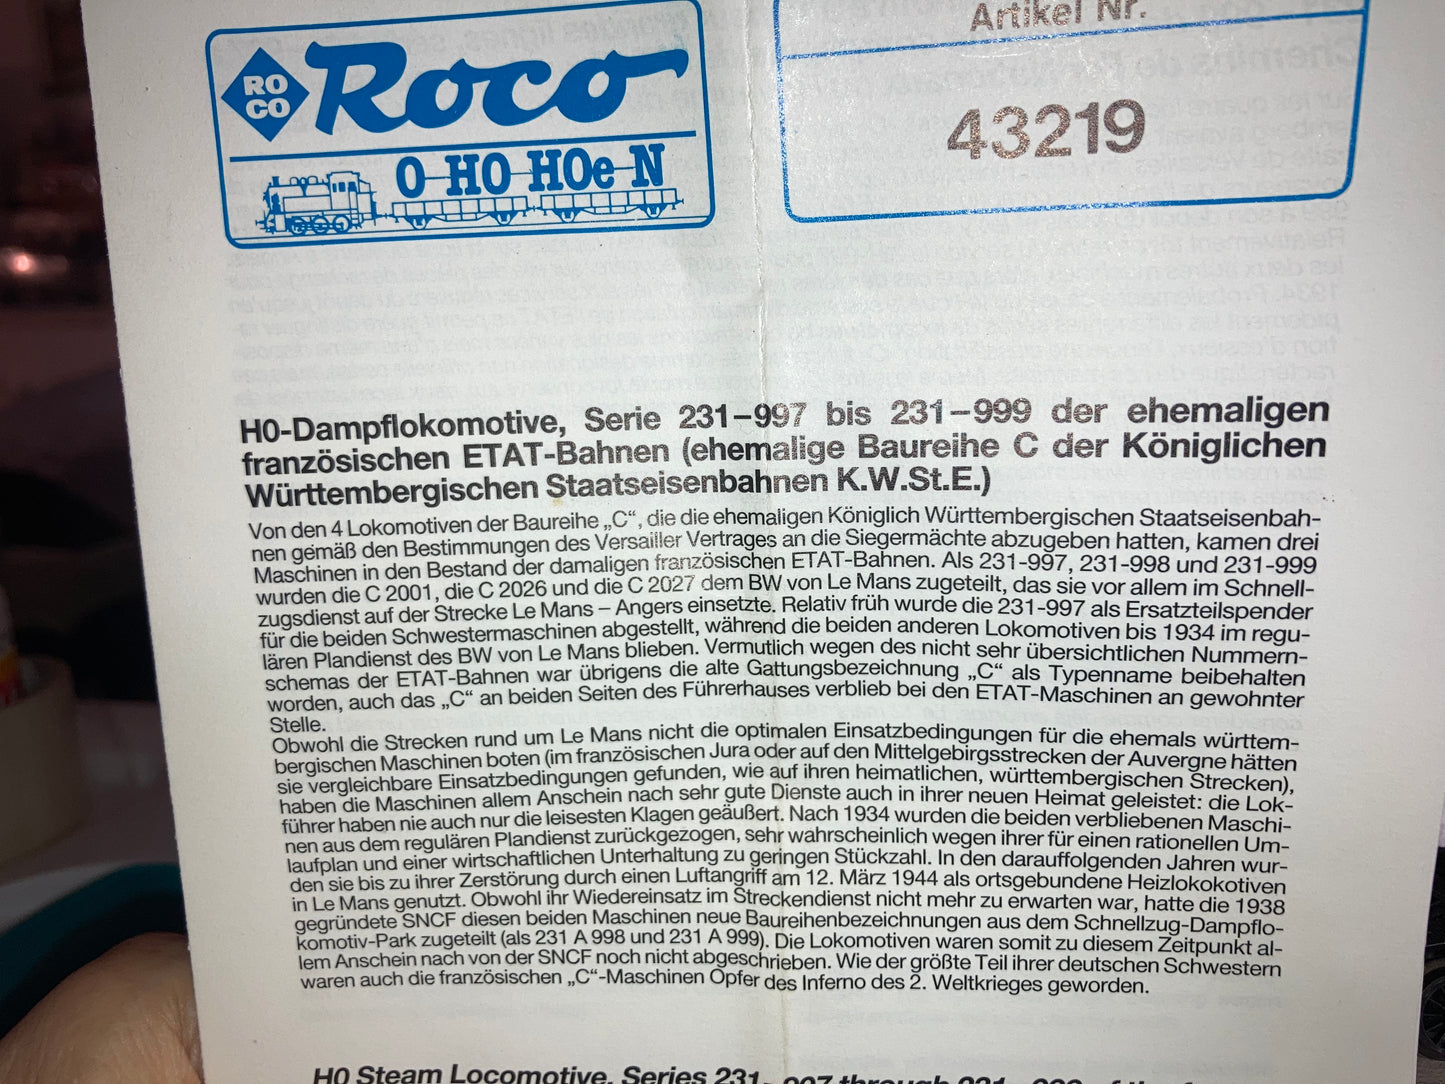 RO
CO
Roco
O HO HOe N
Artikel Nr.
43219
H0-Dampflokomotive, Serie 231–997 bis 231–999 der ehemaligen
französischen ETAT-Bahnen (ehemalige Baureihe C der Königlichen
Württembergischen Staatseisenbahnen K.W.St.E.)
Von den 4 Lokomotiven der Baureihe „C“, die die ehemaligen Königlich Württembergischen Staatseisenbah-
nen gemäß den Bestimmungen des Versailler Vertrages an die Siegermächte abzugeben hatten, kamen drei
Maschinen in den Bestand der damaligen französischen ETAT-Bahnen. Als 231-997, 231-998 und 231-999
wurden die C 2001, die C 2026 und die C 2027 dem BW von Le Mans zugeteilt, das sie vor allem im Schnell-
zugsdienst auf der Strecke Le Mans – Angers einsetzte. Relativ früh wurde die 231-997 als Ersatzteilspender
für die beiden Schwestermaschinen abgestellt, während die beiden anderen Lokomotiven bis 1934 im regu-
lären Plandienst des BW von Le Mans blieben. Vermutlich wegen des nicht sehr übersichtlichen Nummern-
schemas der ETAT-Bahnen war übrigens die alte Gattungsbezeichnung „C“ als Typenname beibehalten
worden, auch das „C“ an beiden Seiten des Führerhauses verblieb bei den ETAT-Maschinen an gewohnter
Stelle.
Obwohl die Strecken rund um Le Mans nicht die optimalen Einsatzbedingungen für die ehemals württem-
bergischen Maschinen boten (im französischen Jura oder auf den Mittelgebirgsstrecken der Auvergne hätten
sie vergleichbare Einsatzbedingungen gefunden, wie auf ihren heimatlichen, württembergischen Strecken),
haben die Maschinen allem Anschein nach sehr gute Dienste auch in ihrer neuen Heimat geleistet: die Lok-
führer haben nie auch nur die leisesten Klagen geäußert. Nach 1934 wurden die beiden verbliebenen Maschi-
nen aus dem regulären Plandienst zurückgezogen, sehr wahrscheinlich wegen ihrer für einen rationellen Um-
laufplan und einer wirtschaftlichen Unterhaltung zu geringen Stückzahl. In den darauffolgenden Jahren wur-
den sie bis zu ihrer Zerstörung durch einen Luftangriff am 12. März 1944 als ortsgebundene Heizlokokotiven
in Le Mans genutzt. Obwohl ihr Wiedereinsatz im Streckendienst nicht mehr zu erwarten war, hatte die 1938
gegründete SNCF diesen beiden Maschinen neue Baureihenbezeichnungen aus dem Schnellzug-Dampflo-
komotiv-Park zugeteilt (als 231 A 998 und 231 A 999). Die Lokomotiven waren somit zu diesem Zeitpunkt al-
lem Anschein nach von der SNCF noch nicht abgeschrieben. Wie der größte Teil ihrer deutschen Schwestern
waren auch die französischen „C“-Maschinen Opfer des Inferno des 2. Weltkrieges geworden.
H0 Steam Locomotive, Series 231- 997 through 231-